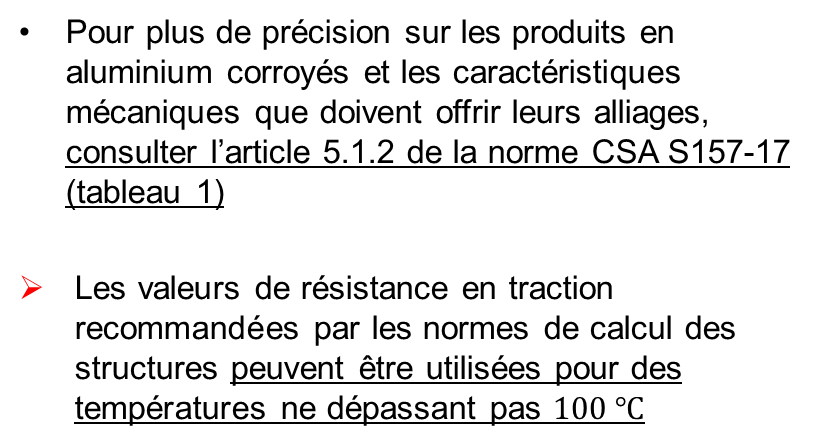 • Pour plus de précision sur les produits en
aluminium corroyés et les caractéristiques
mécaniques que doivent offrir leurs alliages,
consulter l’article 5.1.2 de la norme CSA S157-17
(tableau 1)
➢ Les valeurs de résistance en traction
recommandées par les normes de calcul des
structures peuvent être utilisées pour des
températures ne dépassant pas 100 °C